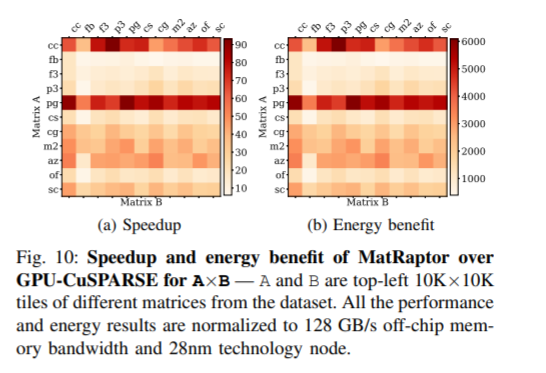 cc fb f3 p3 pg cs cg m2 az of sc
cc fb f3 p3 pg cs cg m2 az of sc
cc
fb
f3
p3
pg
cs
cg
m2
az
of
sc
Matrix A
Matrix B
90
80
70
60
50
40
30
20
10
cc
fb
f3
p3
pg
cs
cg
m2
az
of
sc
Matrix A
Matrix B
6000
5000
4000
3000
2000
1000
(a) Speedup
(b) Energy benefit
Fig. 10: Speedup and energy benefit of MatRaptor over
GPU-CuSPARSE for A×B — A and B are top-left 10K×10K
tiles of different matrices from the dataset. All the performance
and energy results are normalized to 128 GB/s off-chip mem-
ory bandwidth and 28nm technology node.